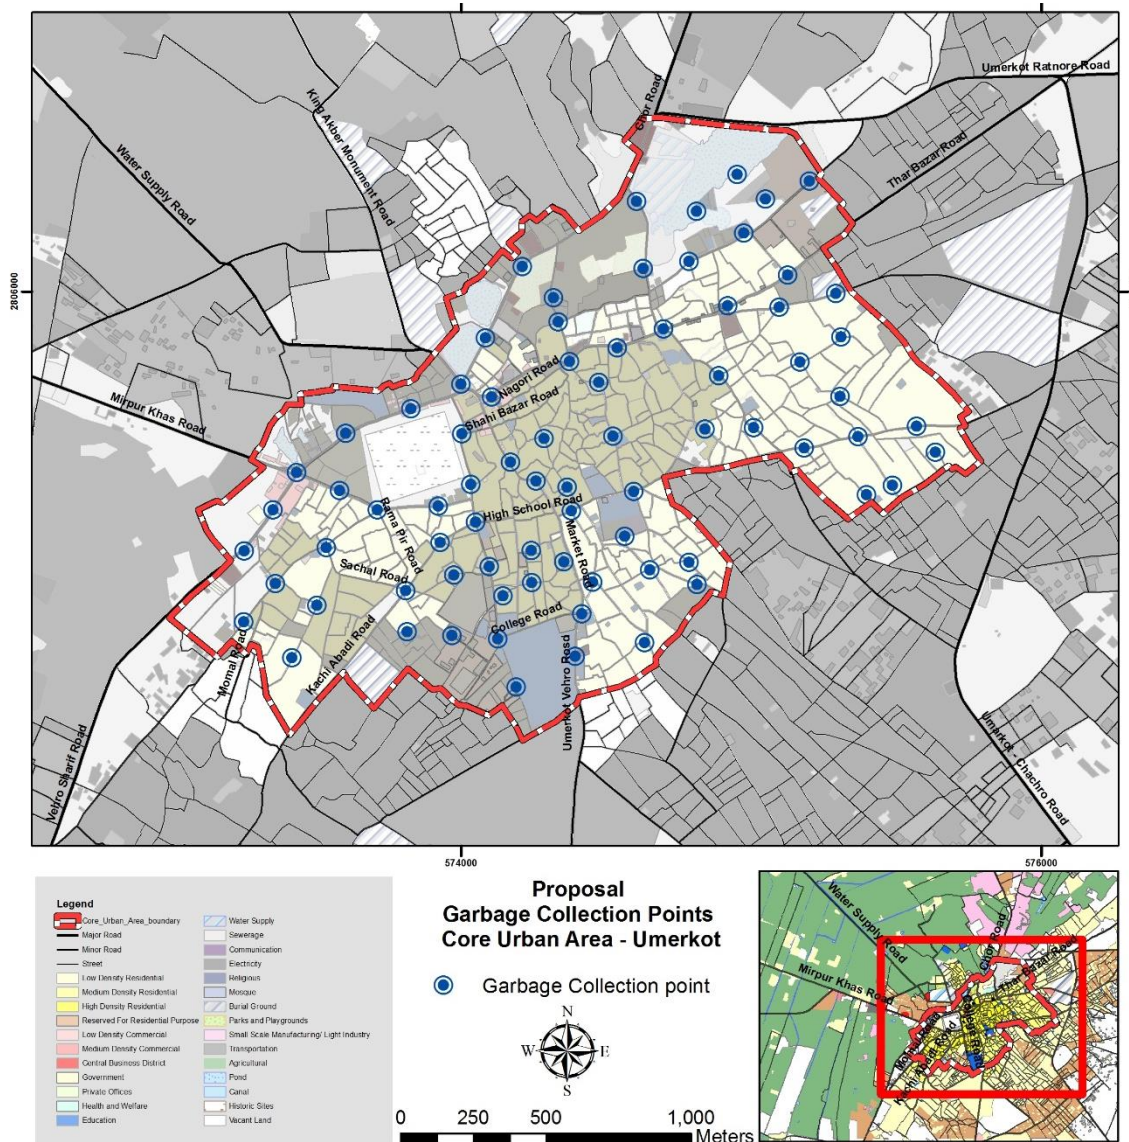 Umerkot Ratnore Road
Chor Road
King Akber Monument Road
Thar Bazar Road
Water Supply Road
2806000
Nagori Road
Shahi Bazar Road
Mirpur Khas Road
High School Road
Rama Pir Road
Market Road
Sachal Road
College Road
Kachi Abadi Road
Momal Road
Umerkot Vehro Rosd
Vehro Sharif Road
Umerkot - Chachro Road
574000
576000
Legend
Core_Urban_Area_boundary
Major Road
Minor Road
Street
Low Density Residential
Medium Density Residential
High Density Residential
Reserved For Residential Purpose
Low Density Commercial
Medium Density Commercial
Central Business District
Government
Private Offices
Health and Welfare
Education
Water Supply
Sewerage
Communication
Electricity
Religious
Mosque
Burial Ground
Parks and Playgrounds
Small Scale Manufacturing/ Light Industry
Transportation
Agricultural
Pond
Canal
Historic Sites
Vacant Land
Proposal
Garbage Collection Points
Core Urban Area - Umerkot
Garbage Collection point
N
W E
S
0 250 500 1,000
Meters
Water Supply Road
Chor Road
Thar Bazar Road
Mirpur Khas Road